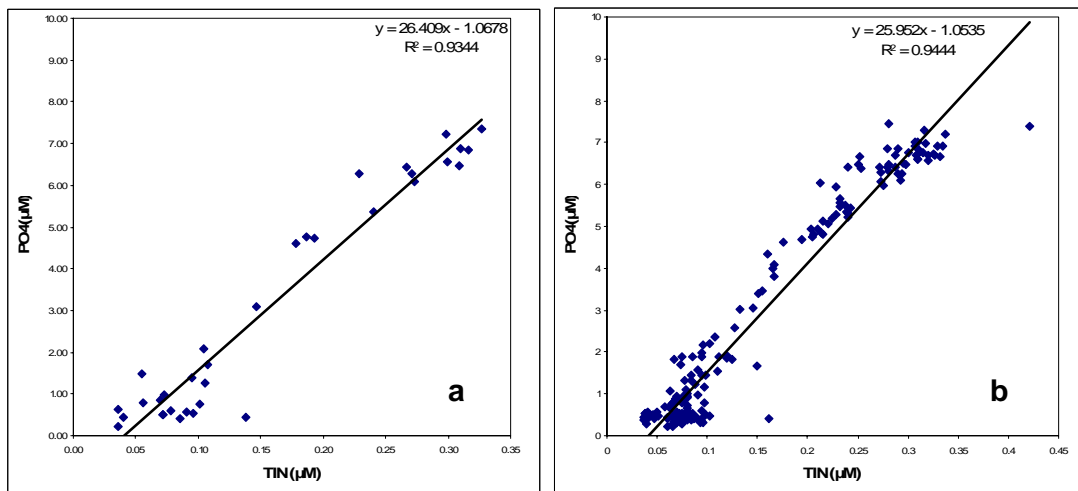 y = 26.409x - 1.0678
R² = 0.9344
10.00
9.00
8.00
7.00
6.00
5.00
4.00
3.00
2.00
1.00
0.00
PO4(µM)
a
0.00 0.05 0.10 0.15 0.20 0.25 0.30 0.35
TIN(µM)
y = 25.952x - 1.0535
R² = 0.9444
10
9
8
7
6
5
4
3
2
1
0
PO4(µM)
b
0 0.05 0.1 0.15 0.2 0.25 0.3 0.35 0.4 0.45
TIN(µM)